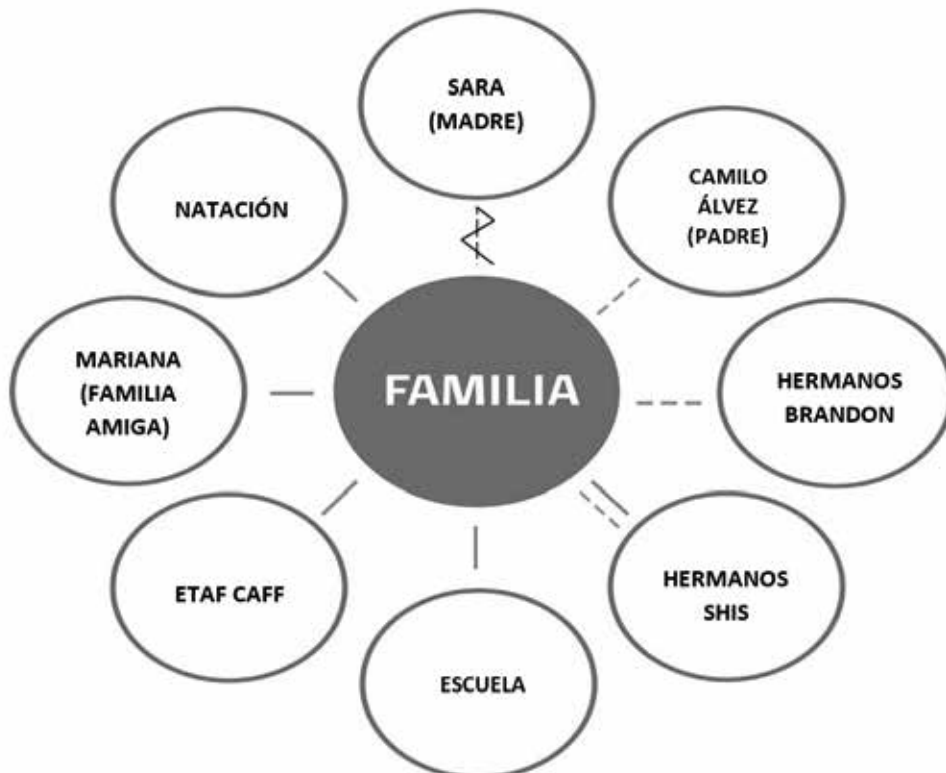 SARA
(MADRE)
CAMILO
ÁLVEZ
(PADRE)
NATACIÓN
MARIANA
(FAMILIA
AMIGA)
FAMILIA
HERMANOS
BRANDON
ETAF CAFF
HERMANOS
SHIS
ESCUELA